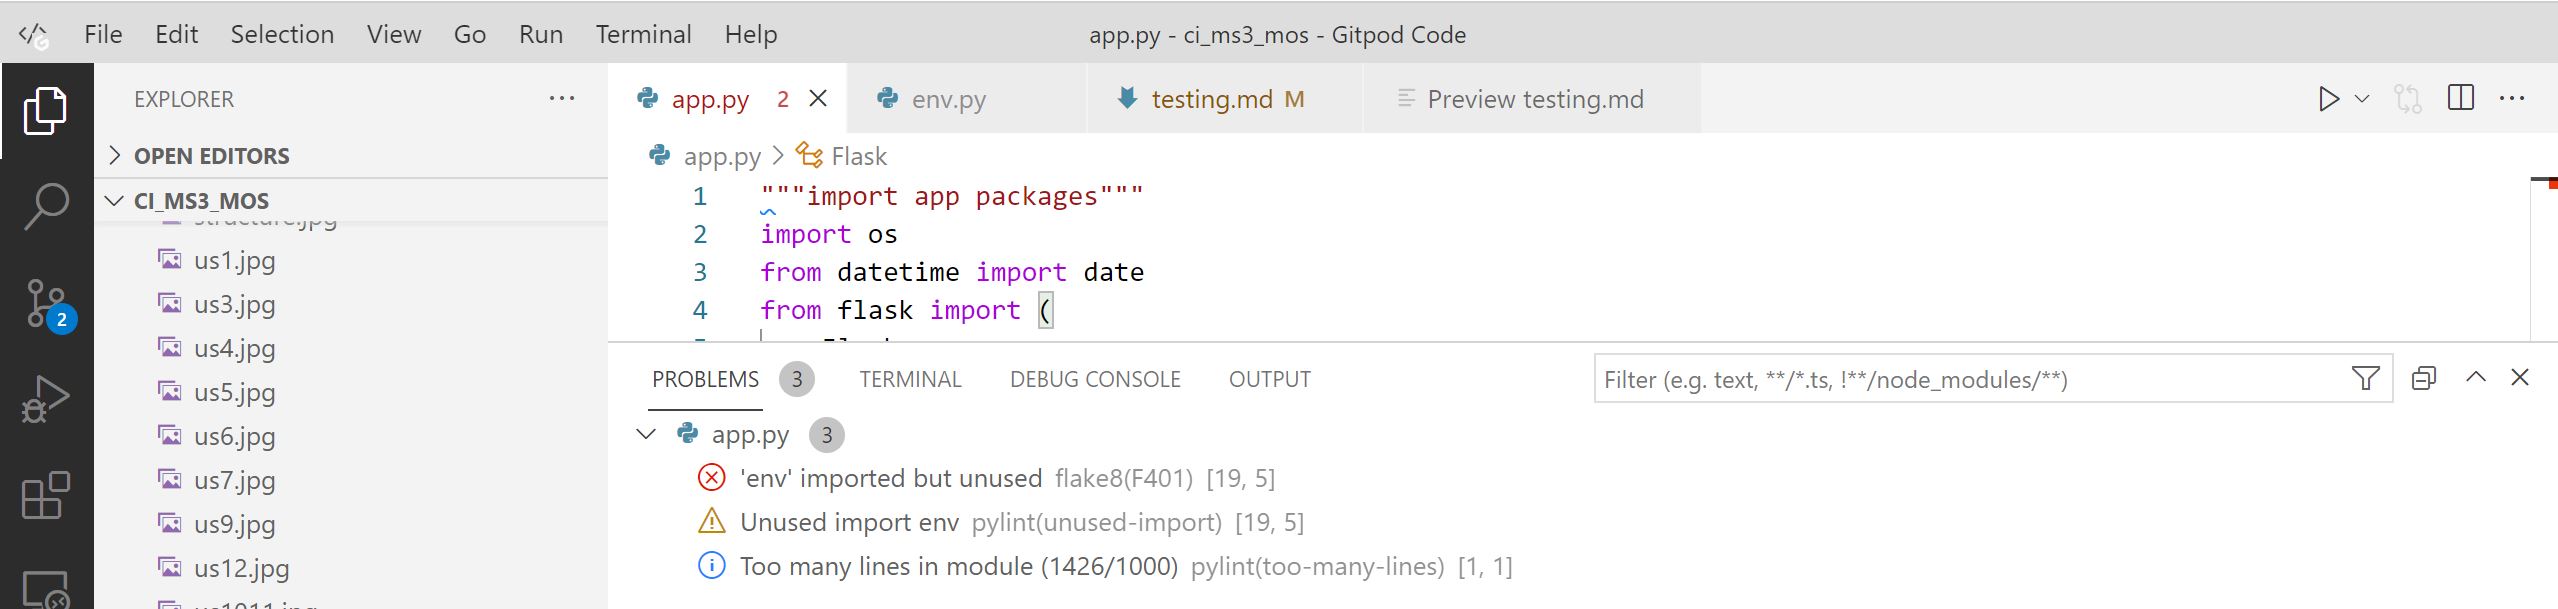 File Edit Selection View Go Run Terminal Help app.py - ci_ms3_mos - Gitpod Code
EXPLORER ···
app.py 2 env.py testing.md M Preview testing.md
OPEN EDITORS
app.py > Flask
CI_MS3_MOS
structure.jpg
us1.jpg
us3.jpg
us4.jpg
us5.jpg
us6.jpg
us7.jpg
us9.jpg
us12.jpg
2
1 """import app packages"""
2 import os
3 from datetime import date
4 from flask import (
PROBLEMS 3 TERMINAL DEBUG CONSOLE OUTPUT Filter (e.g. text, **/*.ts, !**/node_modules/**)
app.py 3
'env' imported but unused flake8(F401) [19, 5]
Unused import env pylint(unused-import) [19, 5]
Too many lines in module (1426/1000) pylint(too-many-lines) [1, 1]